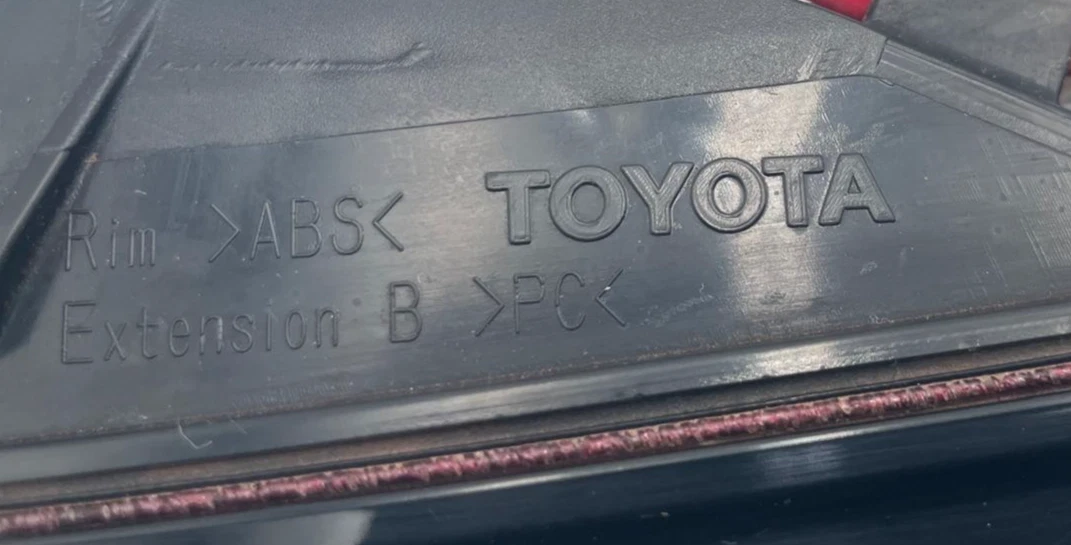 TOYOTA
Rim >ABS<
Extension B >PC<